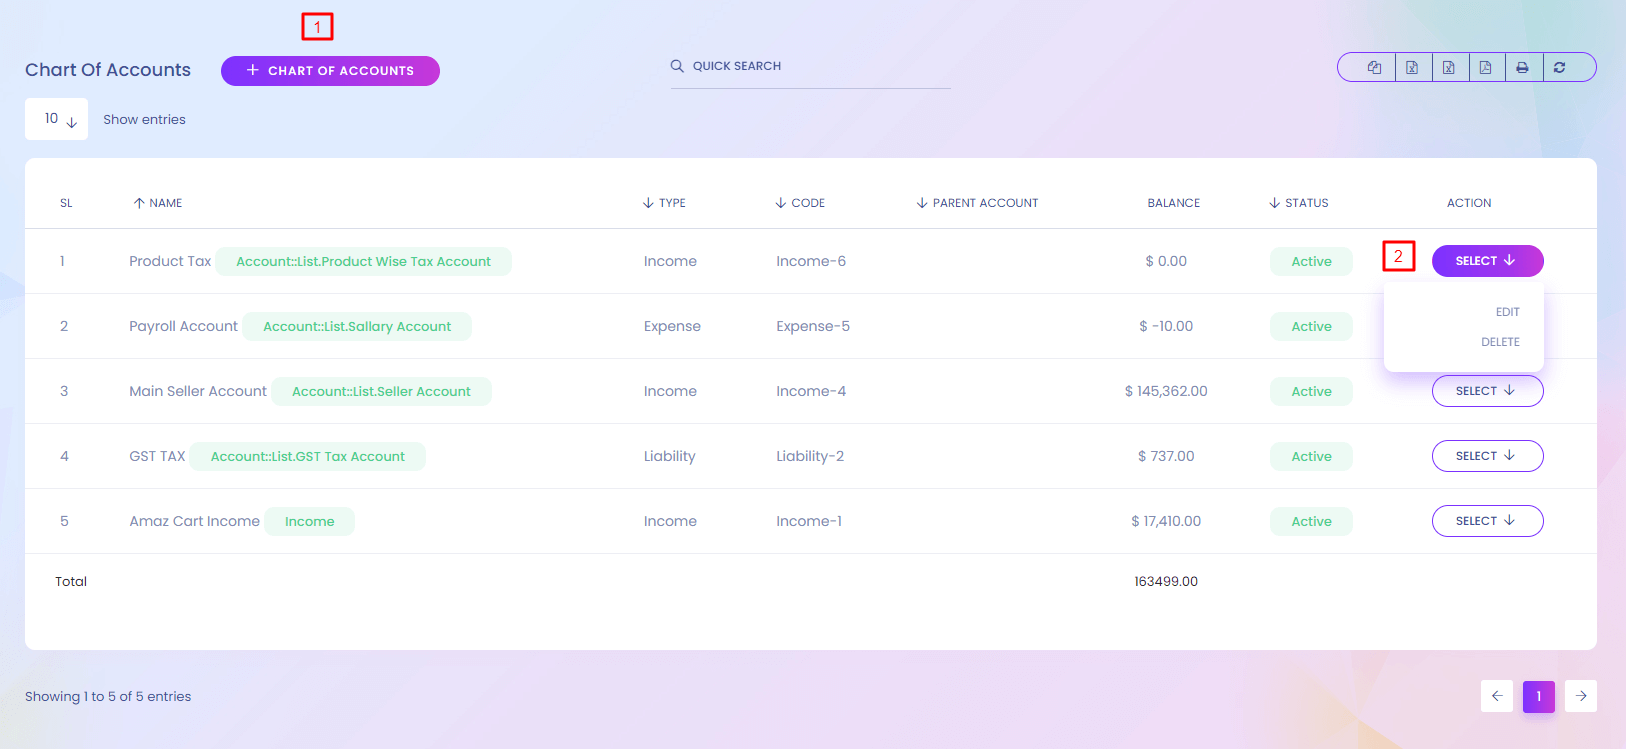 1
Chart Of Accounts + CHART OF ACCOUNTS QUICK SEARCH
10 Show entries
SL NAME TYPE CODE PARENT ACCOUNT BALANCE STATUS ACTION
1 Product Tax Account::List.Product Wise Tax Account Income Income-6 $ 0.00 Active 2 SELECT
EDIT
2 Payroll Account Account::List.Sallary Account Expense Expense-5 $ -10.00 Active
DELETE
3 Main Seller Account Account::List.Seller Account Income Income-4 $ 145,362.00 Active SELECT
4 GST TAX Account::List.GST Tax Account Liability Liability-2 $ 737.00 Active SELECT
5 Amaz Cart Income Income Income Income-1 $ 17,410.00 Active SELECT
Total 163499.00
Showing 1 to 5 of 5 entries 1